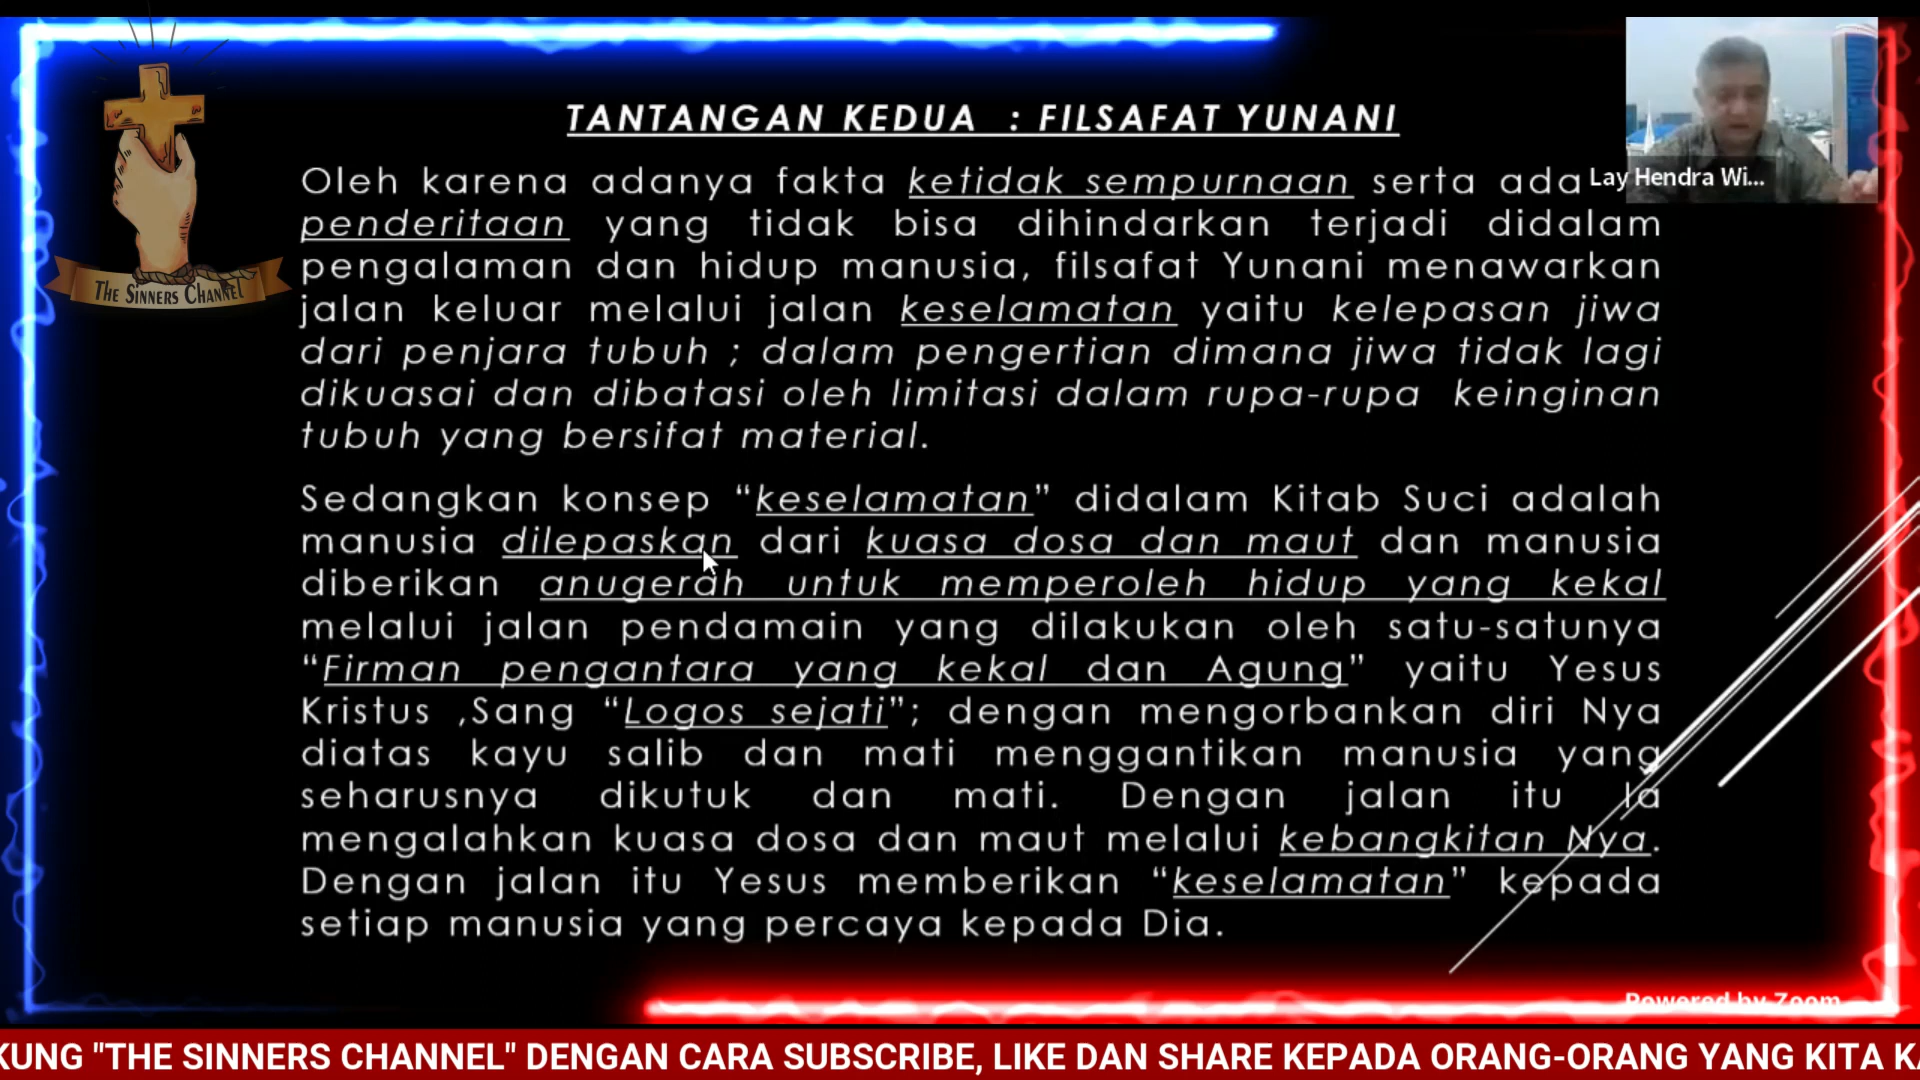 TANTANGAN KEDUA : FILSAFAT YUNANI
Oleh karena adanya fakta ketidak sempurnaan serta ada
penderitaan yang tidak bisa dihindarkan terjadi didalam
pengalaman dan hidup manusia, filsafat Yunani menawarkan
jalan keluar melalui jalan keselamatan yaitu kelepasan jiwa
dari penjara tubuh ; dalam pengertian dimana jiwa tidak lagi
dikuasai dan dibatasi oleh limitasi dalam rupa-rupa keinginan
tubuh yang bersifat material.
Sedangkan konsep “keselamatan” didalam Kitab Suci adalah
manusia dilepaskan dari kuasa dosa dan maut dan manusia
diberikan anugerah untuk memperoleh hidup yang kekal
melalui jalan pendamain yang dilakukan oleh satu-satunya
“Firman pengantara yang kekal dan Agung” yaitu Yesus
Kristus ,Sang “Logos sejati”; dengan mengorbankan diri Nya
diatas kayu salib dan mati menggantikan manusia yang
seharusnya dikutuk dan mati. Dengan jalan itu Ia
mengalahkan kuasa dosa dan maut melalui kebangkitan Nya.
Dengan jalan itu Yesus memberikan “keselamatan” kepada
setiap manusia yang percaya kepada Dia.
Lay Hendra Wi...
THE SINNERS CHANNEL
Powered by Zoom
KUNG "THE SINNERS CHANNEL" DENGAN CARA SUBSCRIBE, LIKE DAN SHARE KEPADA ORANG-ORANG YANG KITA KA